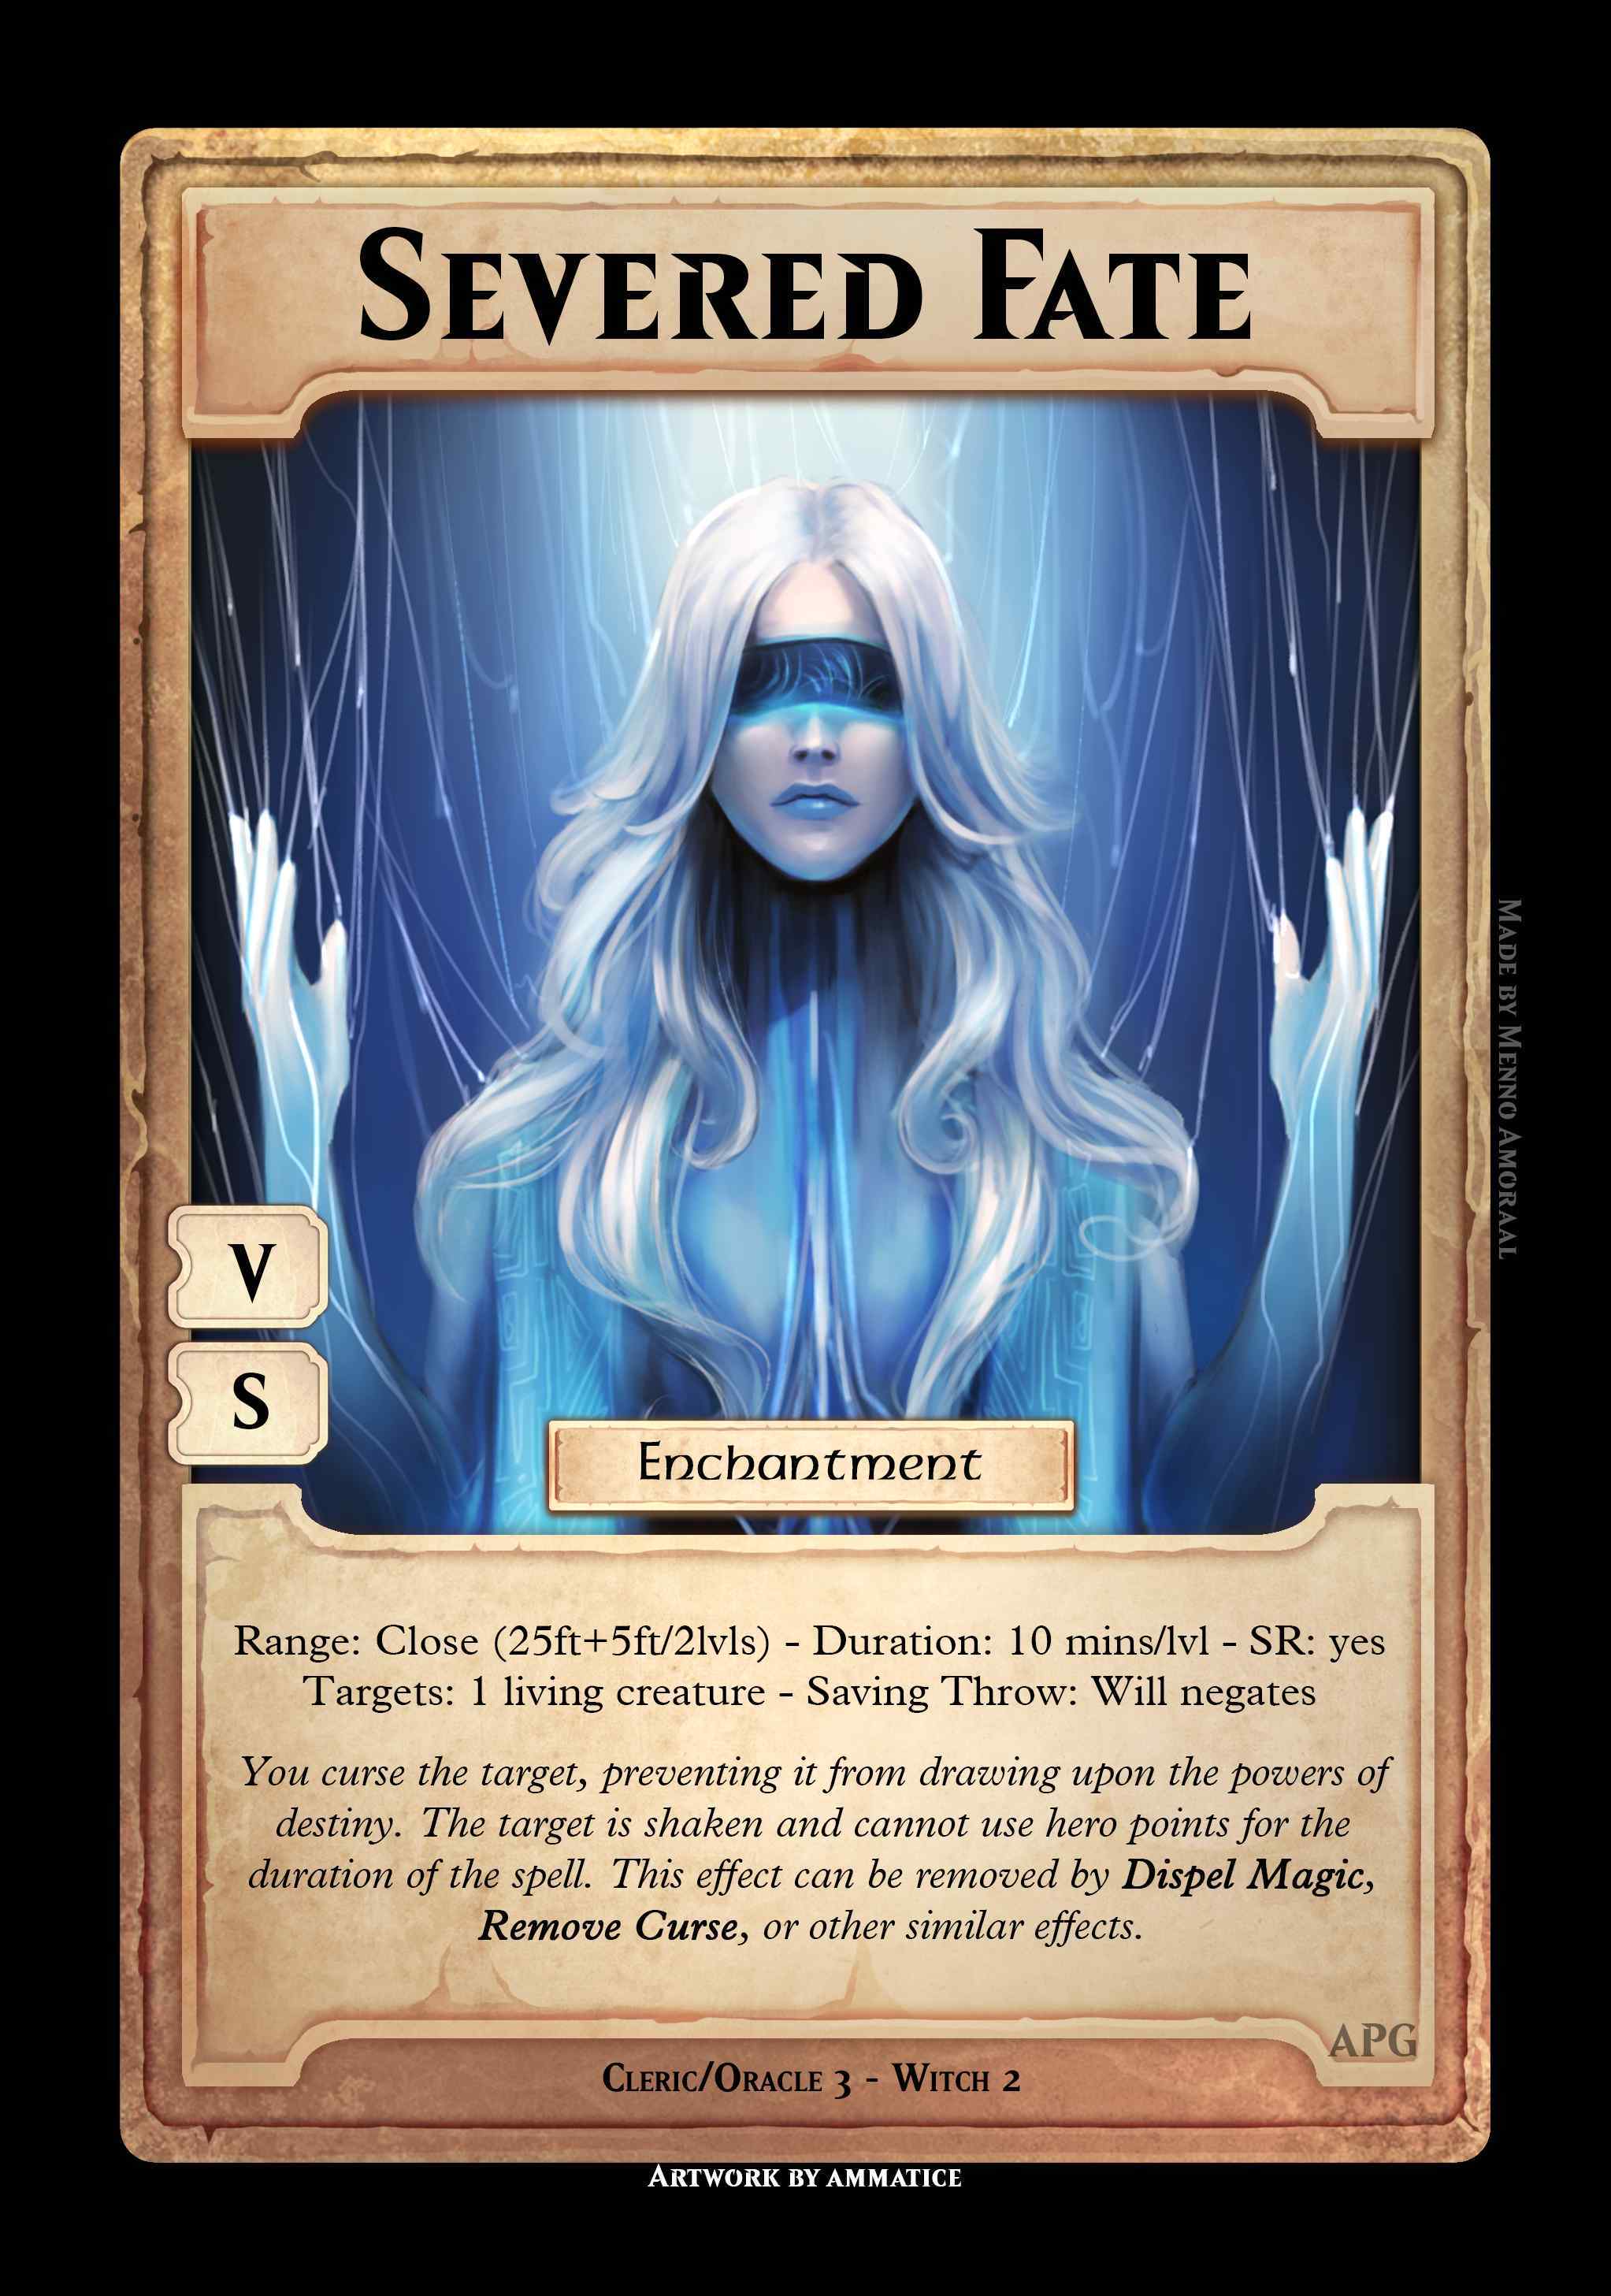 Severed Fate
V
S
Enchantment
Range: Close (25ft+5ft/2lvls) - Duration: 10 mins/lvl - SR: yes
Targets: 1 living creature - Saving Throw: Will negates
You curse the target, preventing it from drawing upon the powers of
destiny. The target is shaken and cannot use hero points for the
duration of the spell. This effect can be removed by Dispel Magic,
Remove Curse, or other similar effects.
APG
Cleric/Oracle 3 - Witch 2
Artwork by ammatice
Made by Menno Amoraal